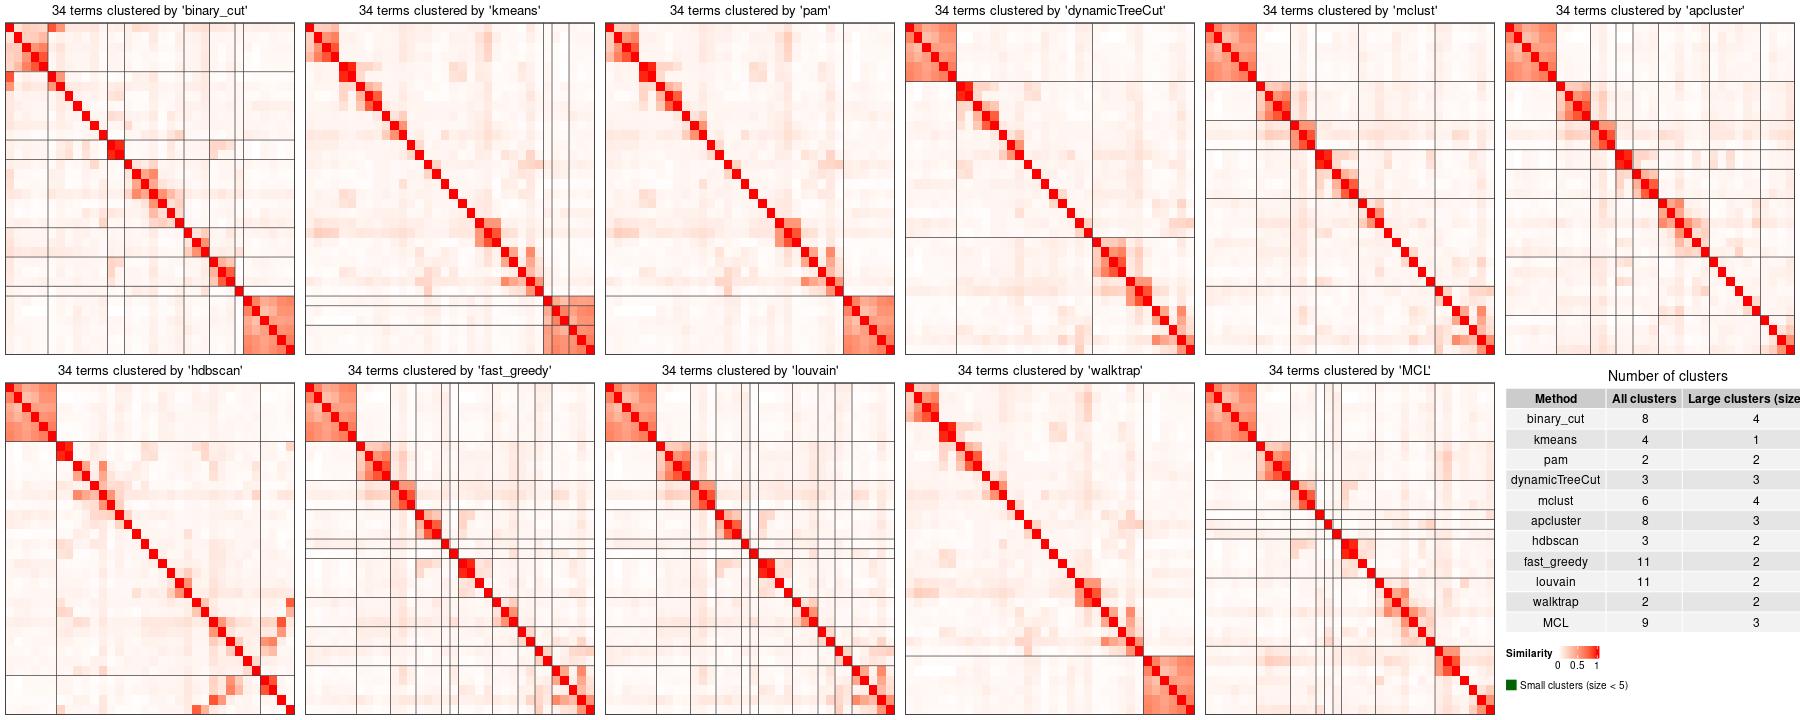 34 terms clustered by 'binary_cut'
34 terms clustered by 'kmeans'
34 terms clustered by 'pam'
34 terms clustered by 'dynamicTreeCut'
34 terms clustered by 'mclust'
34 terms clustered by 'apcluster'
34 terms clustered by 'hdbscan'
34 terms clustered by 'fast_greedy'
34 terms clustered by 'louvain'
34 terms clustered by 'walktrap'
34 terms clustered by 'MCL'
Number of clusters
Method All clusters Large clusters (size
binary_cut 8 4
kmeans 4 1
pam 2 2
dynamicTreeCut 3 3
mclust 6 4
apcluster 8 3
hdbscan 3 2
fast_greedy 11 2
louvain 11 2
walktrap 2 2
MCL 9 3
Similarity
0 0.5 1
Small clusters (size < 5)